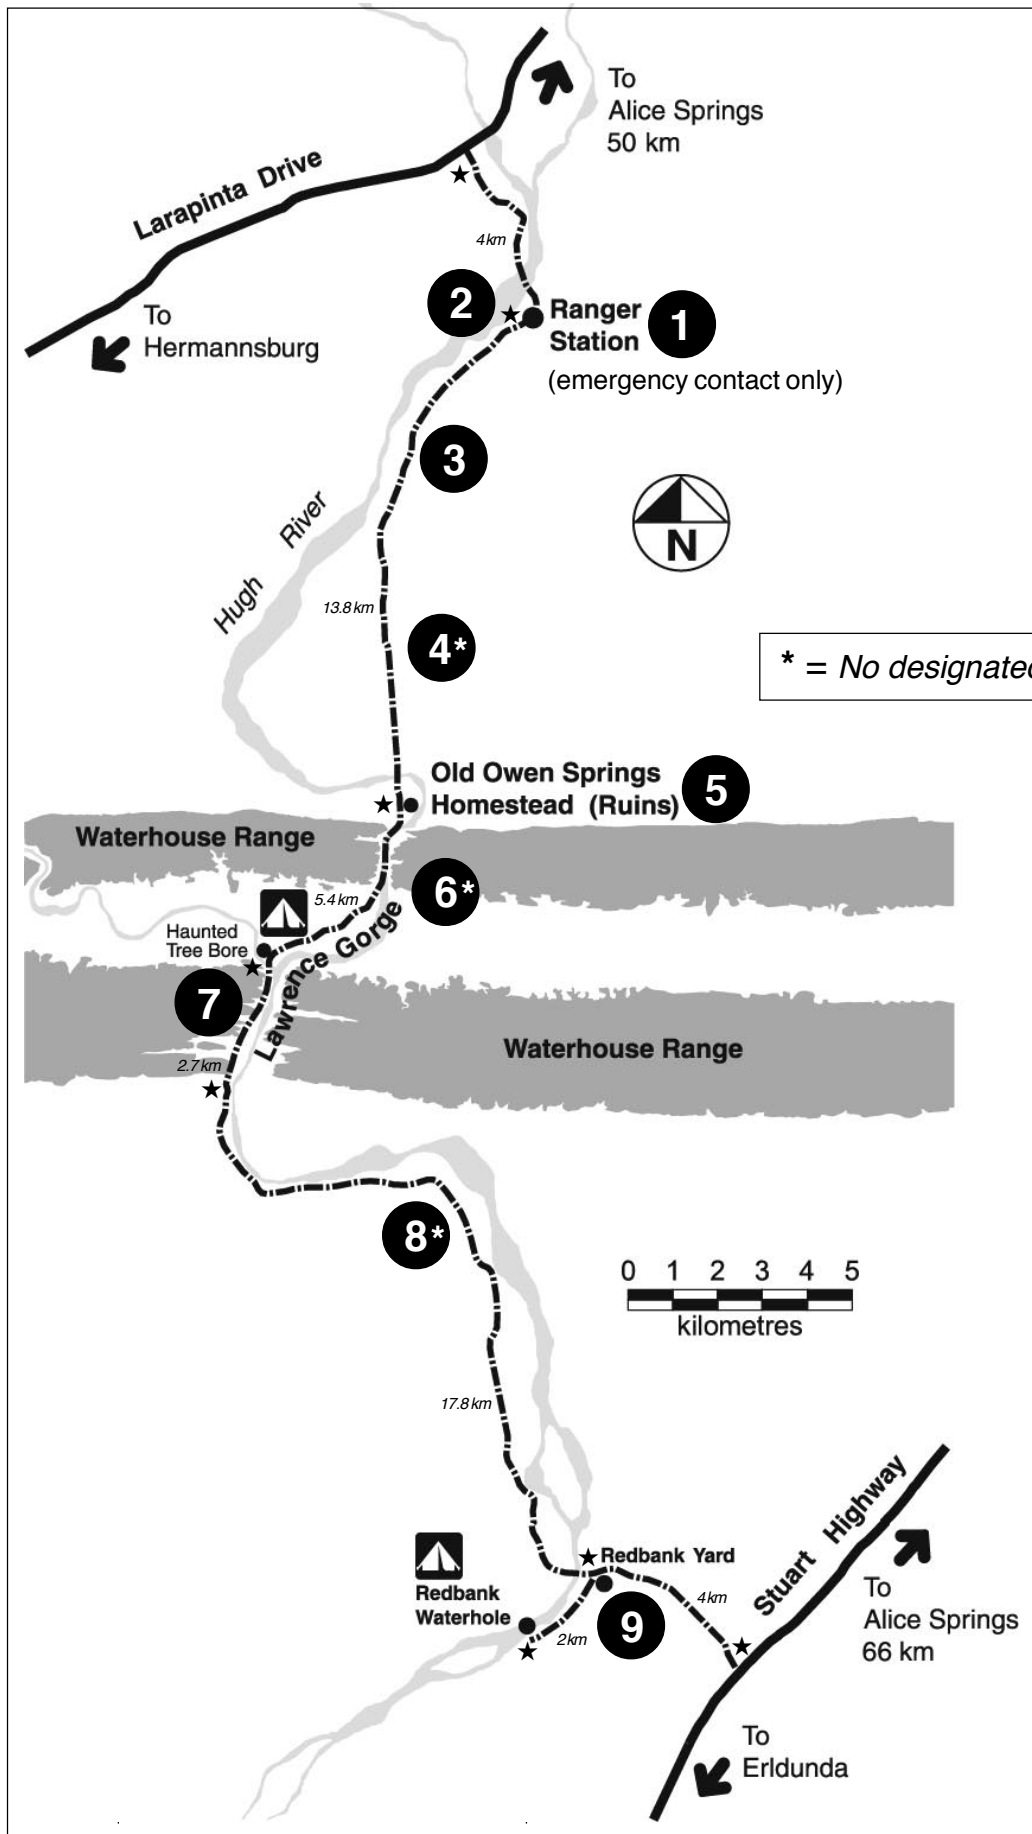 To
Alice Springs
50 km
Larapinta Drive
4 km
To
Hermannsburg
2
Ranger
Station
1
(emergency contact only)
3
N
Hugh River
13.8 km
4*
* = No designated
Old Owen Springs
Homestead (Ruins)
5
Waterhouse Range
6*
5.4 km
Haunted
Tree Bore
Lawrence Gorge
7
Waterhouse Range
2.7 km
8*
0 1 2 3 4 5
kilometres
17.8 km
Stuart Highway
Redbank Yard
Redbank
Waterhole
4 km
2 km
9
To
Alice Springs
66 km
To
Erldunda